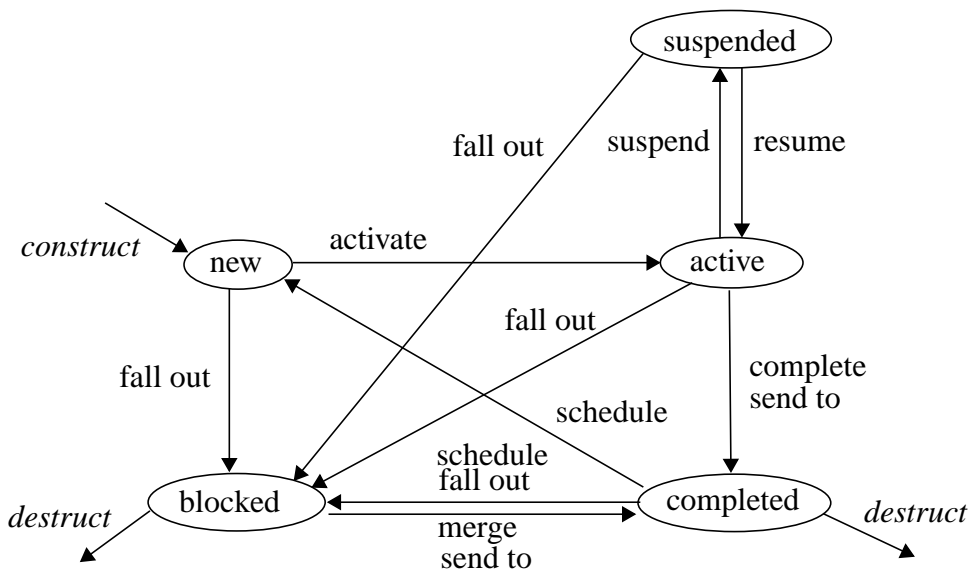 suspended
fall out
suspend
resume
construct
activate
new
active
fall out
fall out
complete
send to
schedule
schedule
fall out
blocked
completed
destruct
destruct
merge
send to